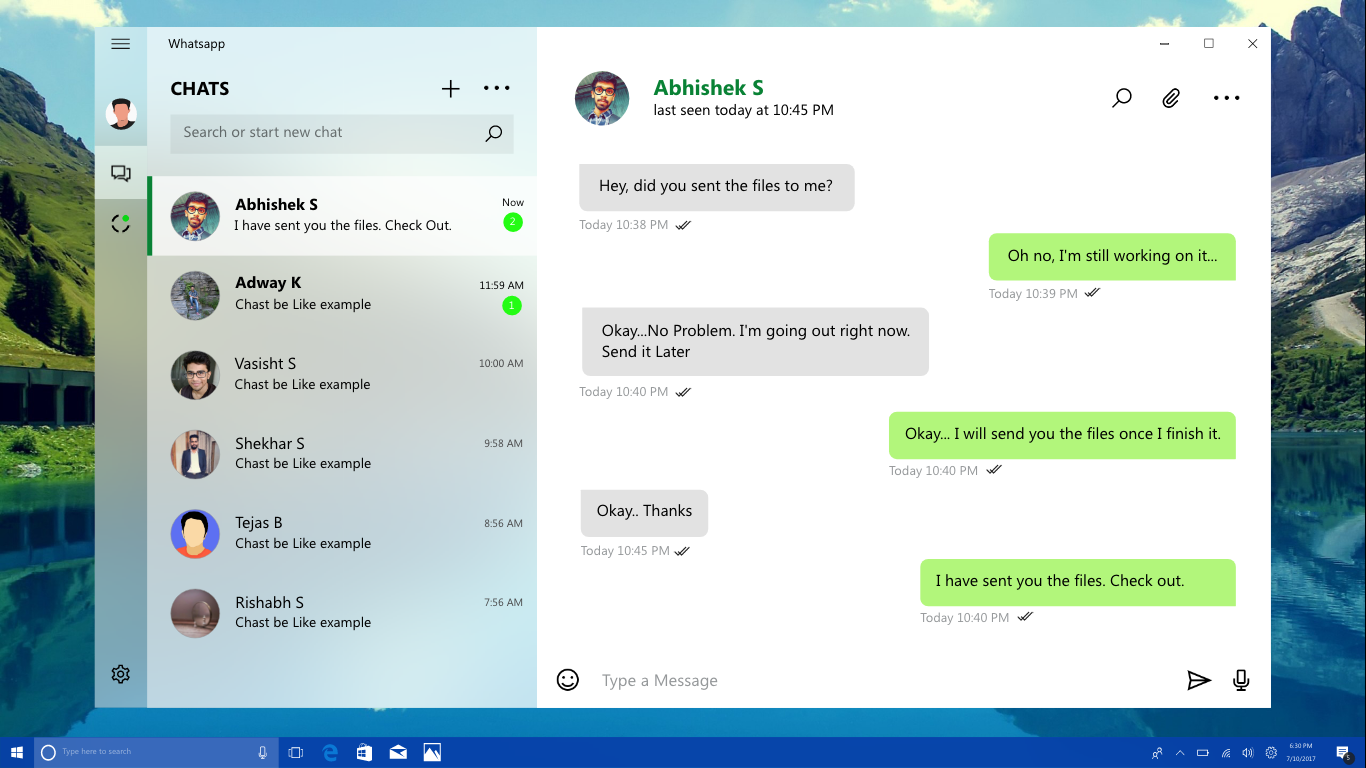 Whatsapp
CHATS
Search or start new chat
Abhishek S
Now
I have sent you the files. Check Out.
2
Adway K
11:59 AM
Chast be Like example
1
Vasisht S
10:00 AM
Chast be Like example
Shekhar S
9:58 AM
Chast be Like example
Tejas B
8:56 AM
Chast be Like example
Rishabh S
7:56 AM
Chast be Like example
Abhishek S
last seen today at 10:45 PM
Hey, did you sent the files to me?
Today 10:38 PM
Oh no, I'm still working on it...
Today 10:39 PM
Okay...No Problem. I'm going out right now.
Send it Later
Today 10:40 PM
Okay... I will send you the files once I finish it.
Today 10:40 PM
Okay.. Thanks
Today 10:45 PM
I have sent you the files. Check out.
Today 10:40 PM
Type a Message
Type here to search
6:30 PM
7/10/2017
5